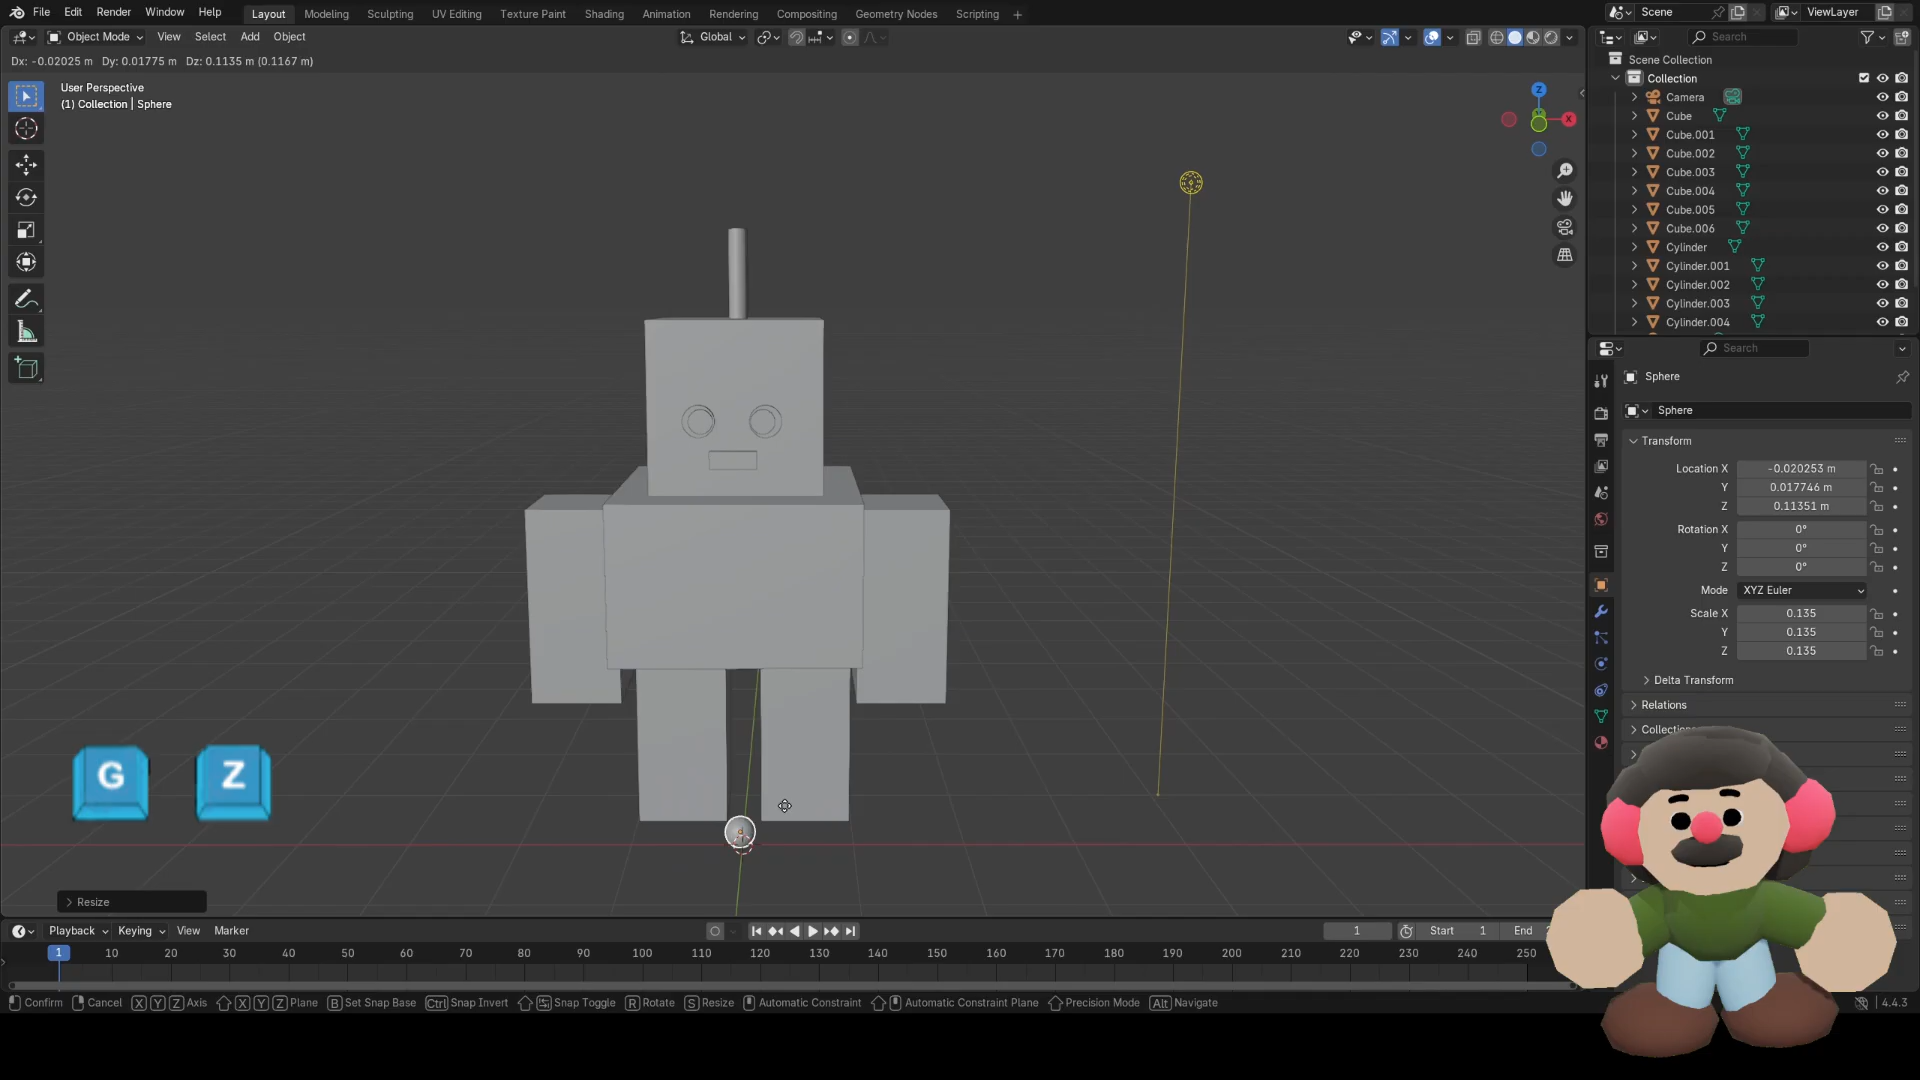 File Edit Render Window Help Layout Modeling Sculpting UV Editing Texture Paint Shading Animation Rendering Compositing Geometry Nodes Scripting + Scene ViewLayer
Object Mode View Select Add Object Global Search
Dx: -0.02025 m Dy: 0.01775 m Dz: 0.1135 m (0.1167 m)
User Perspective
(1) Collection | Sphere
Z
X
Scene Collection
Collection
Camera
Cube
Cube.001
Cube.002
Cube.003
Cube.004
Cube.005
Cube.006
Cylinder
Cylinder.001
Cylinder.002
Cylinder.003
Cylinder.004
Search
Sphere
Sphere
Transform
Location X -0.020253 m
Y 0.017746 m
Z 0.11351 m
Rotation X 0°
Y 0°
Z 0°
Mode XYZ Euler
Scale X 0.135
Y 0.135
Z 0.135
Delta Transform
Relations
G Z
Resize
Playback Keying View Marker 1 Start 1 End
1 10 20 30 40 50 60 70 80 90 100 110 120 130 140 150 160 170 180 190 200 210 220 230 240 250
Confirm Cancel X Y Z Axis X Y Z Plane B Set Snap Base Ctrl Snap Invert Snap Toggle R Rotate S Resize Automatic Constraint Automatic Constraint Plane Precision Mode Alt Navigate 4.4.3